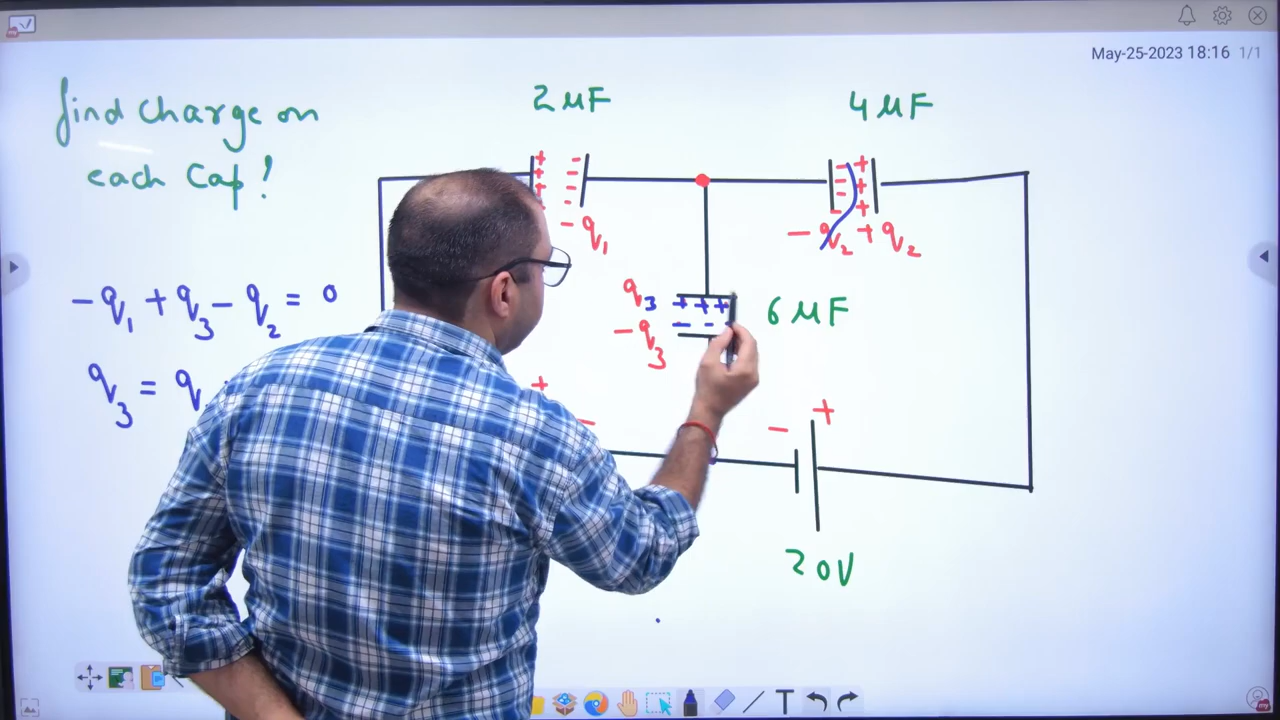 May-25-2023 18:16 1/1
find Charge on
each Cap!
2 μF
4 μF
- q1
- q2 + q2
-q1 + q3 - q2 = 0
q3
-q3
6 μF
q3 = q
20V